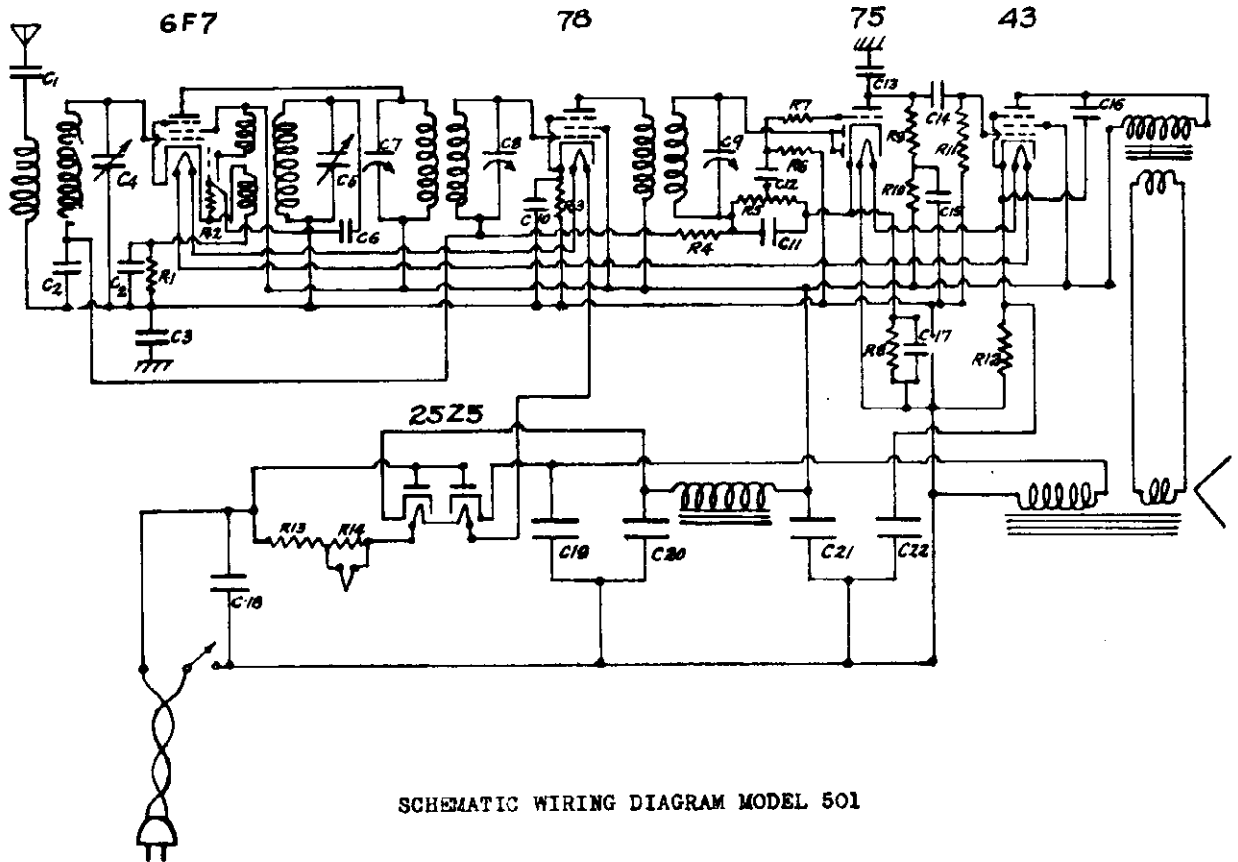 6F7 78 75 43
C1
C13
C16
R7
C14
R9
R11
C4
C5
C7
C8
C9
R6
C12
C10
R3
R5
R10
C15
R2
C6
C11
R4
C2
C2
R1
C3
R8
C17
R12
25Z5
R13
R14
C19
C20
C21
C22
C18
SCHEMATIC WIRING DIAGRAM MODEL 501